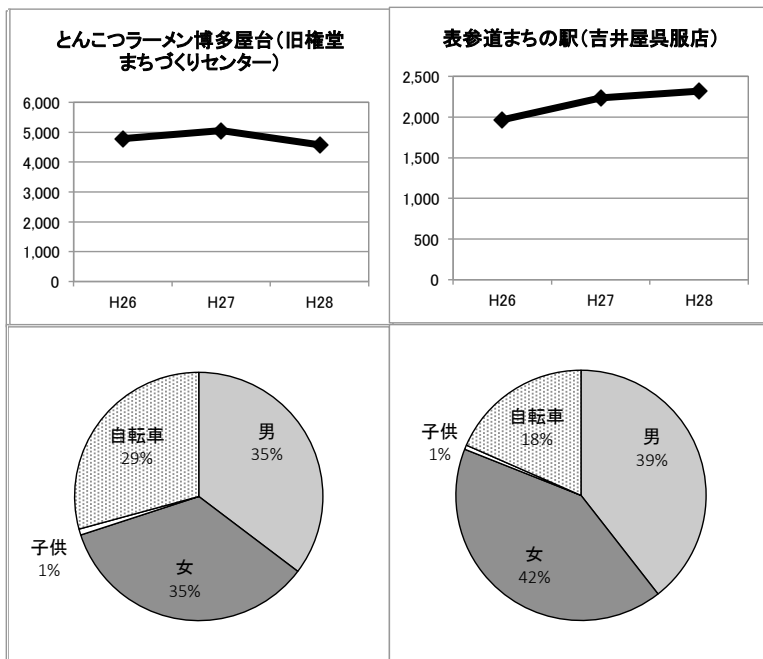 とんこつラーメン博多屋台（旧権堂
まちづくりセンター）
6,000
5,000
4,000
3,000
2,000
1,000
0
H26
H27
H28
表参道まちの駅（吉井屋呉服店）
2,500
2,000
1,500
1,000
500
0
H26
H27
H28
自転車
29%
男
35%
子供
1%
女
35%
自転車
18%
子供
1%
男
39%
女
42%